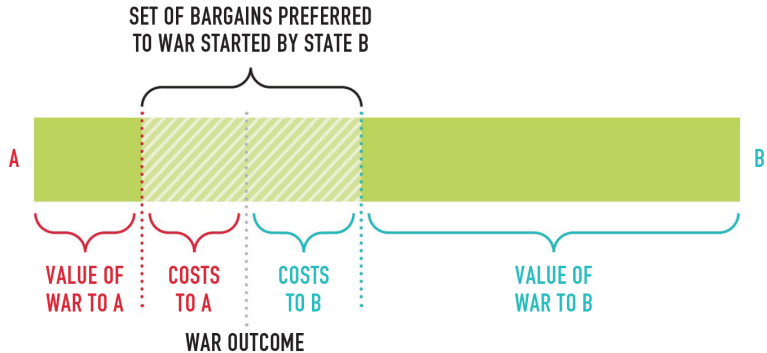 SET OF BARGAINS PREFERRED
TO WAR STARTED BY STATE B
A
B
VALUE OF
WAR TO A
COSTS
TO A
COSTS
TO B
VALUE OF
WAR TO B
WAR OUTCOME